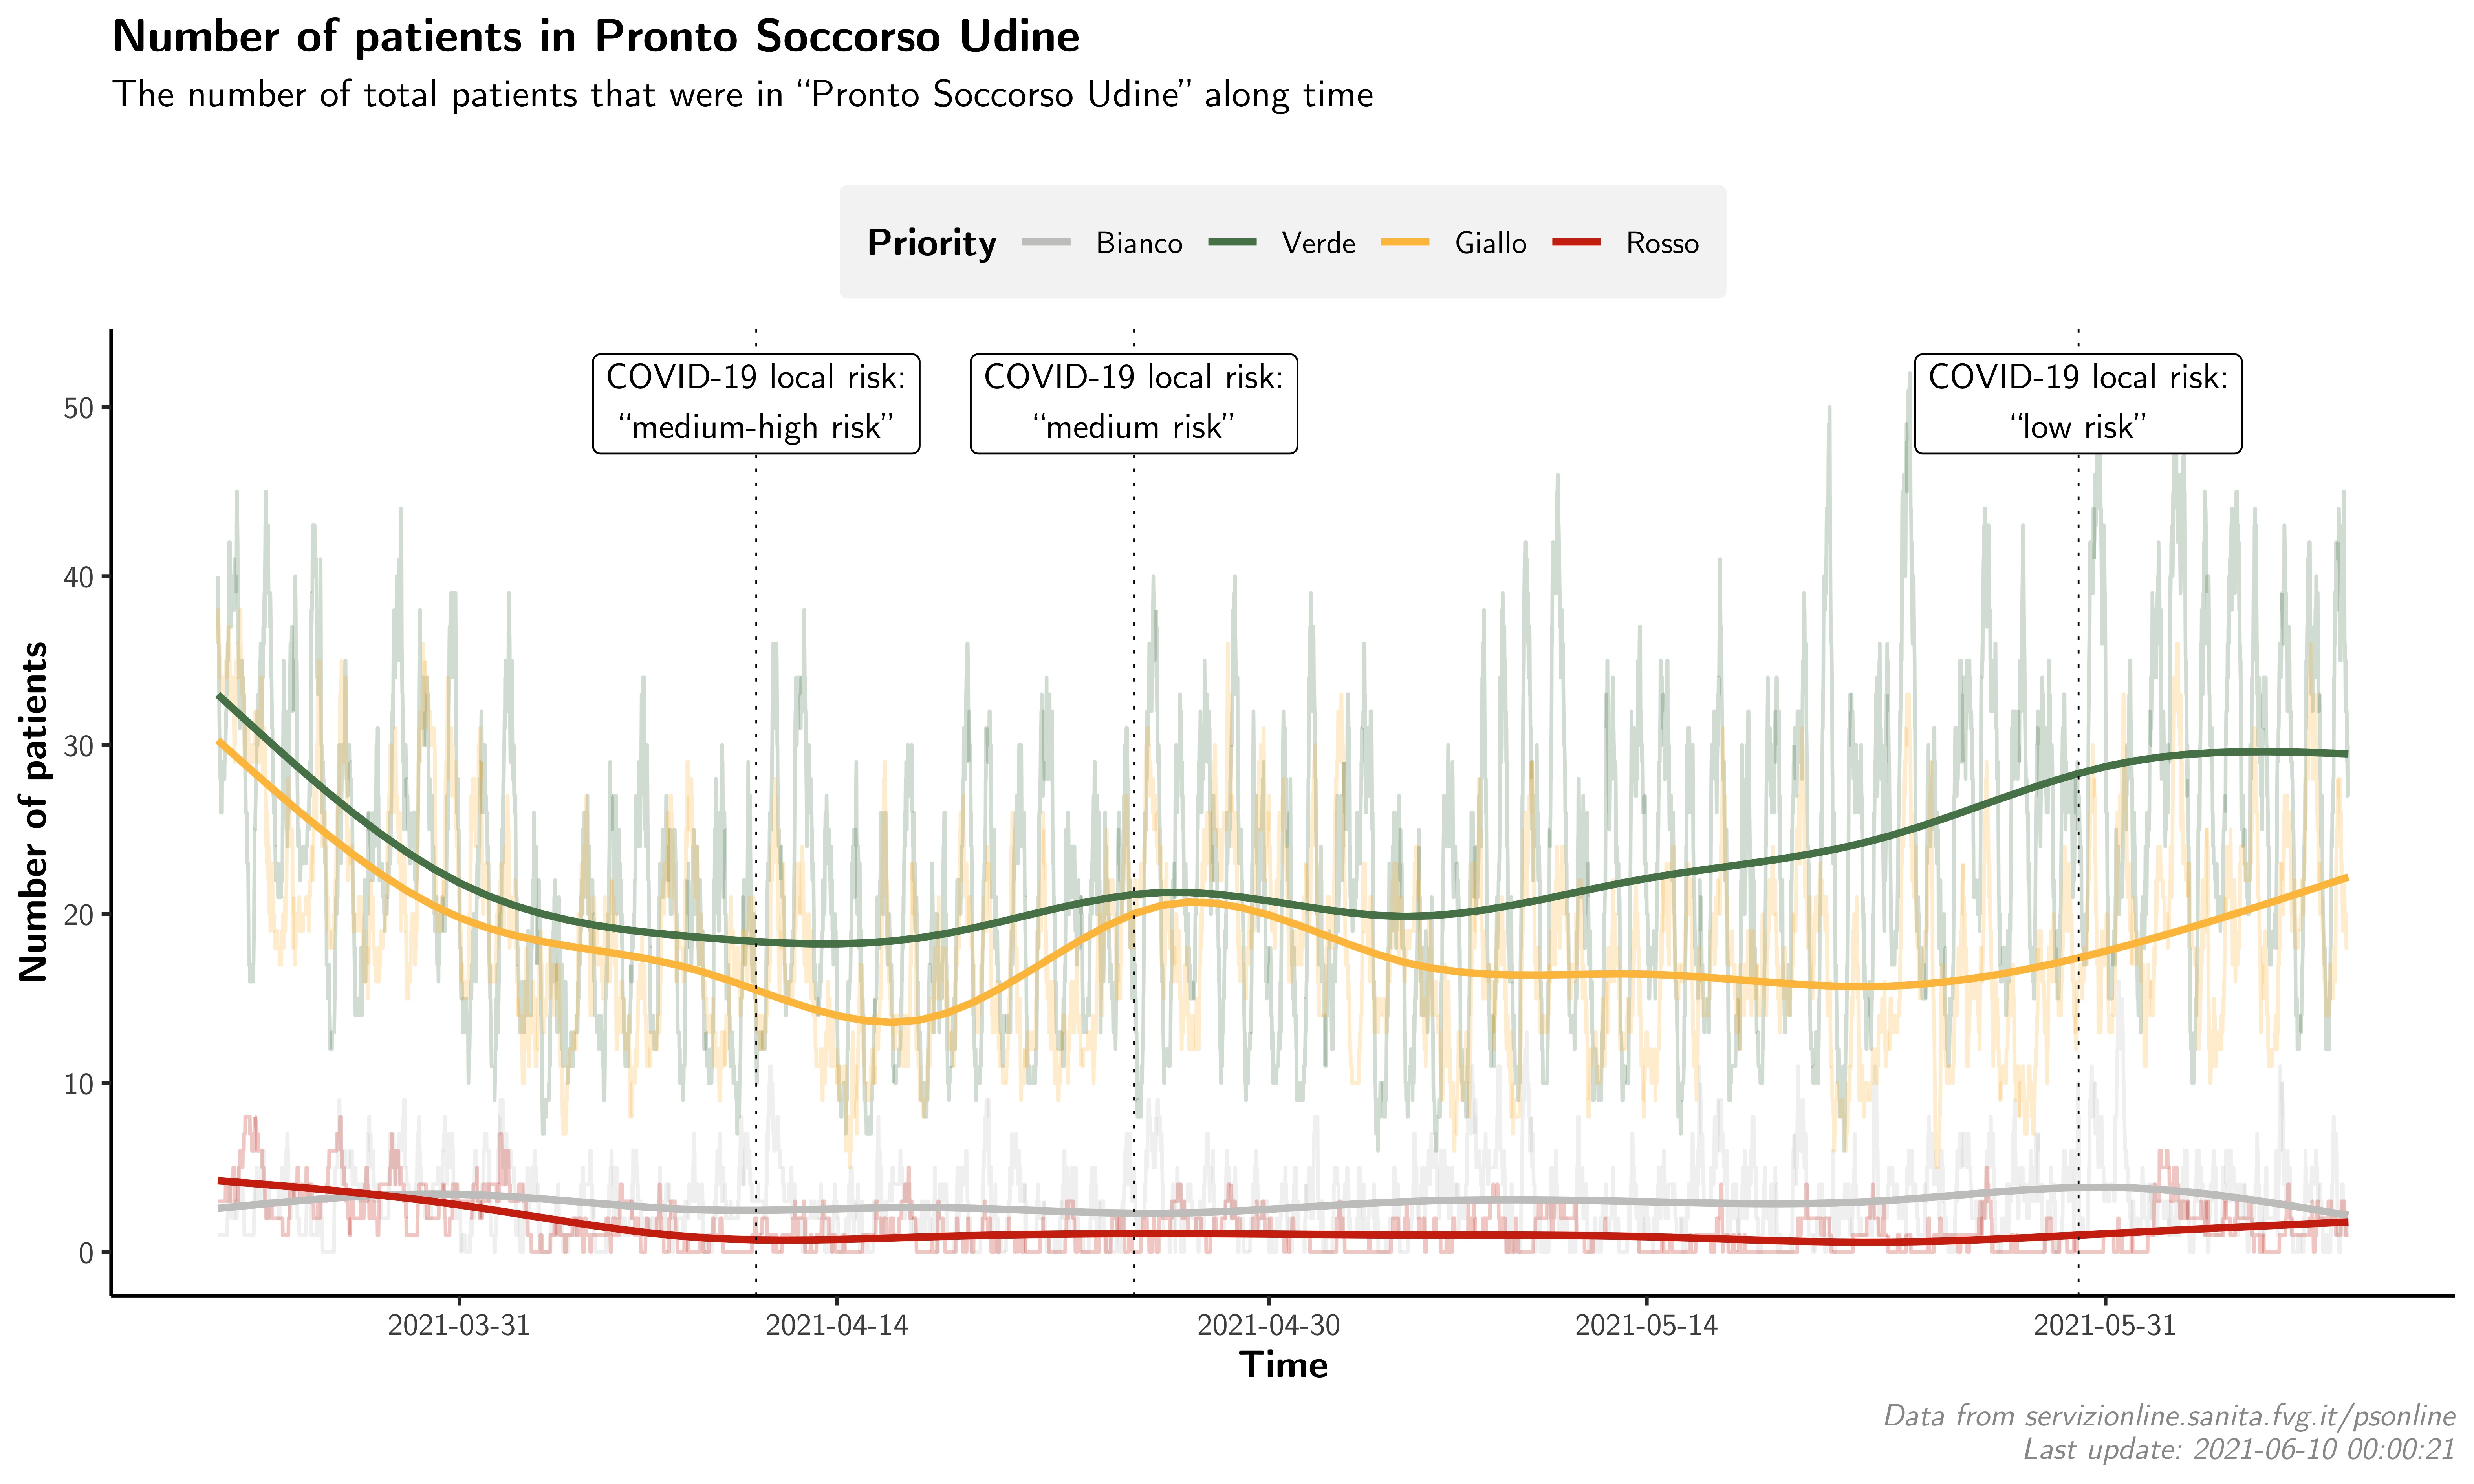 Number of patients in Pronto Soccorso Udine
The number of total patients that were in “Pronto Soccorso Udine” along time
Priority Bianco Verde Giallo Rosso
COVID-19 local risk:
“medium-high risk”
COVID-19 local risk:
“medium risk”
COVID-19 local risk:
“low risk”
Number of patients
50
40
30
20
10
0
2021-03-31 2021-04-14 2021-04-30 2021-05-14 2021-05-31
Time
Data from servizionline.sanita.fvg.it/psonline
Last update: 2021-06-10 00:00:21